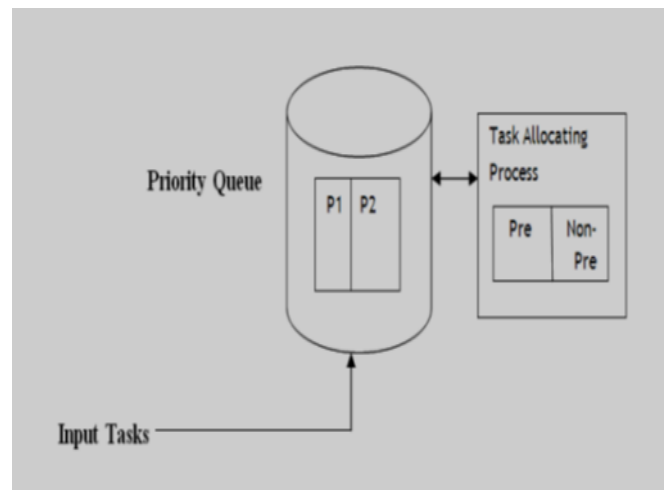 Task Allocating
Process
Priority Queue
P1 P2
Pre Non-
Pre
Input Tasks